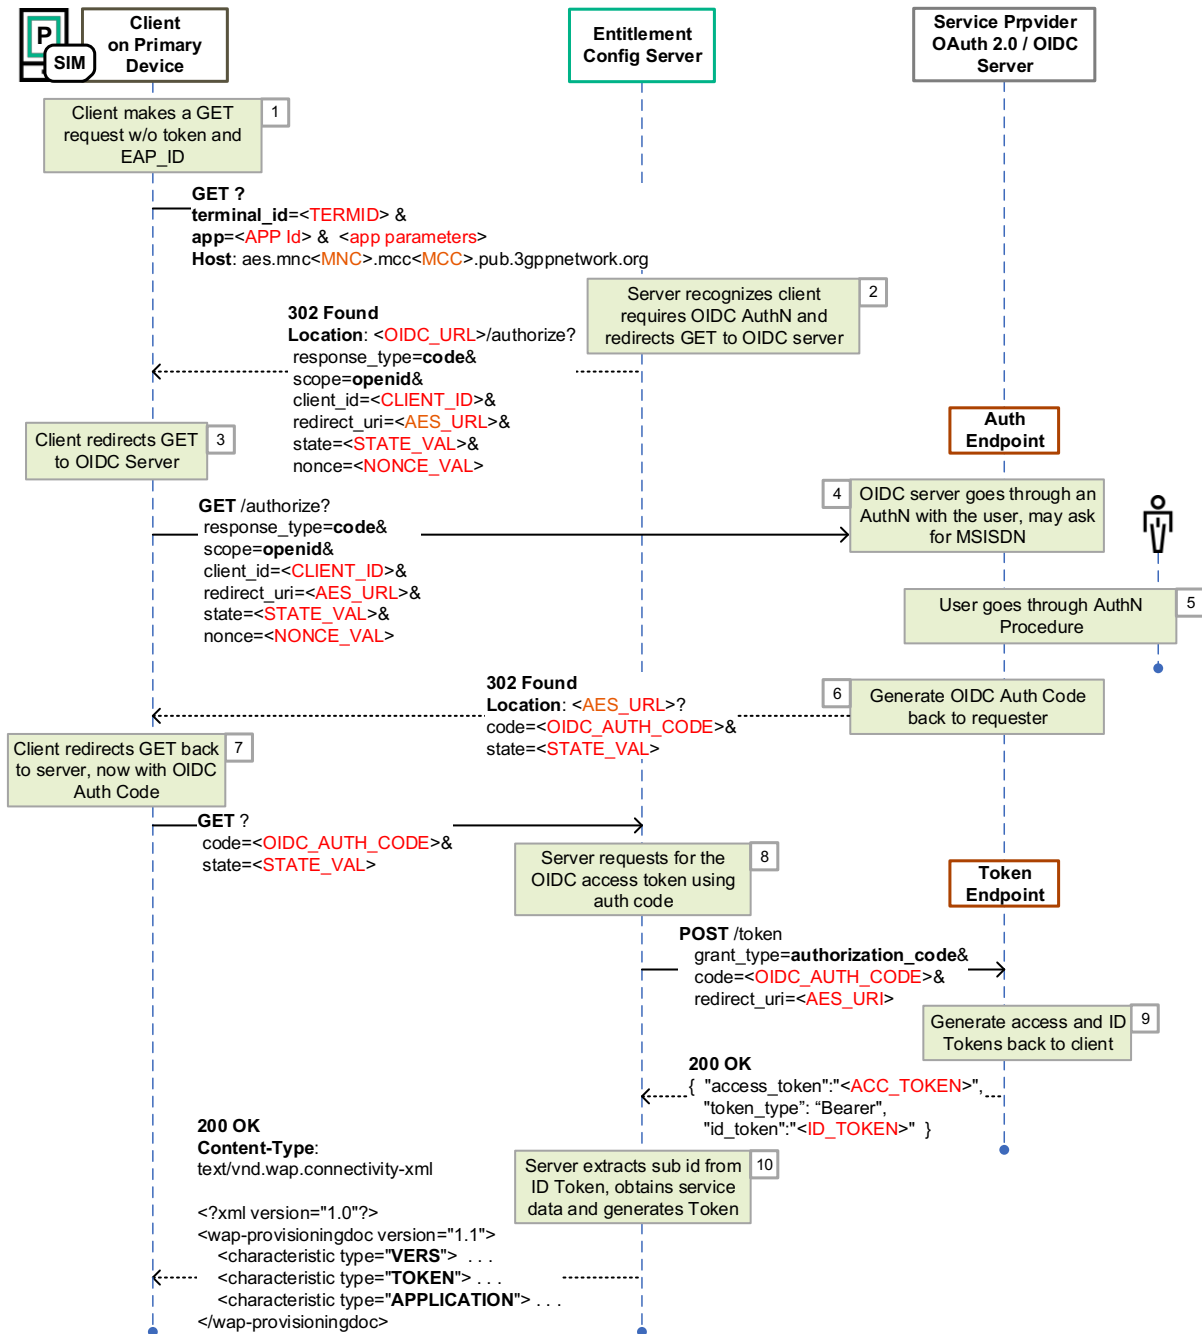 P
SIM
Client
on Primary
Device
Entitlement
Config Server
Service Prpvider
OAuth 2.0 / OIDC
Server
Client makes a GET
request w/o token and
EAP_ID
1
GET ?
terminal_id=<TERMID> &
app=<APP Id> & <app parameters>
Host: aes.mnc<MNC>.mcc<MCC>.pub.3gppnetwork.org
Server recognizes client
requires OIDC AuthN and
redirects GET to OIDC server
2
302 Found
Location: <OIDC_URL>/authorize?
response_type=code&
scope=openid&
client_id=<CLIENT_ID>&
redirect_uri=<AES_URL>&
state=<STATE_VAL>&
nonce=<NONCE_VAL>
Auth
Endpoint
Client redirects GET
to OIDC Server
3
GET /authorize?
response_type=code&
scope=openid&
client_id=<CLIENT_ID>&
redirect_uri=<AES_URL>&
state=<STATE_VAL>&
nonce=<NONCE_VAL>
4
OIDC server goes through an
AuthN with the user, may ask
for MSISDN
User goes through AuthN
Procedure
5
302 Found
Location: <AES_URL>?
code=<OIDC_AUTH_CODE>&
state=<STATE_VAL>
6
Generate OIDC Auth Code
back to requester
Client redirects GET back
to server, now with OIDC
Auth Code
7
GET ?
code=<OIDC_AUTH_CODE>&
state=<STATE_VAL>
Server requests for the
OIDC access token using
auth code
8
Token
Endpoint
POST /token
grant_type=authorization_code&
code=<OIDC_AUTH_CODE>&
redirect_uri=<AES_URI>
Generate access and ID
Tokens back to client
9
200 OK
{ "access_token":"<ACC_TOKEN>",
"token_type”: “Bearer",
"id_token":"<ID_TOKEN>" }
Server extracts sub id from
ID Token, obtains service
data and generates Token
10
200 OK
Content-Type:
text/vnd.wap.connectivity-xml
<?xml version="1.0"?>
<wap-provisioningdoc version="1.1">
<characteristic type="VERS"> . . .
<characteristic type="TOKEN"> . . .
<characteristic type="APPLICATION"> . . .
</wap-provisioningdoc>